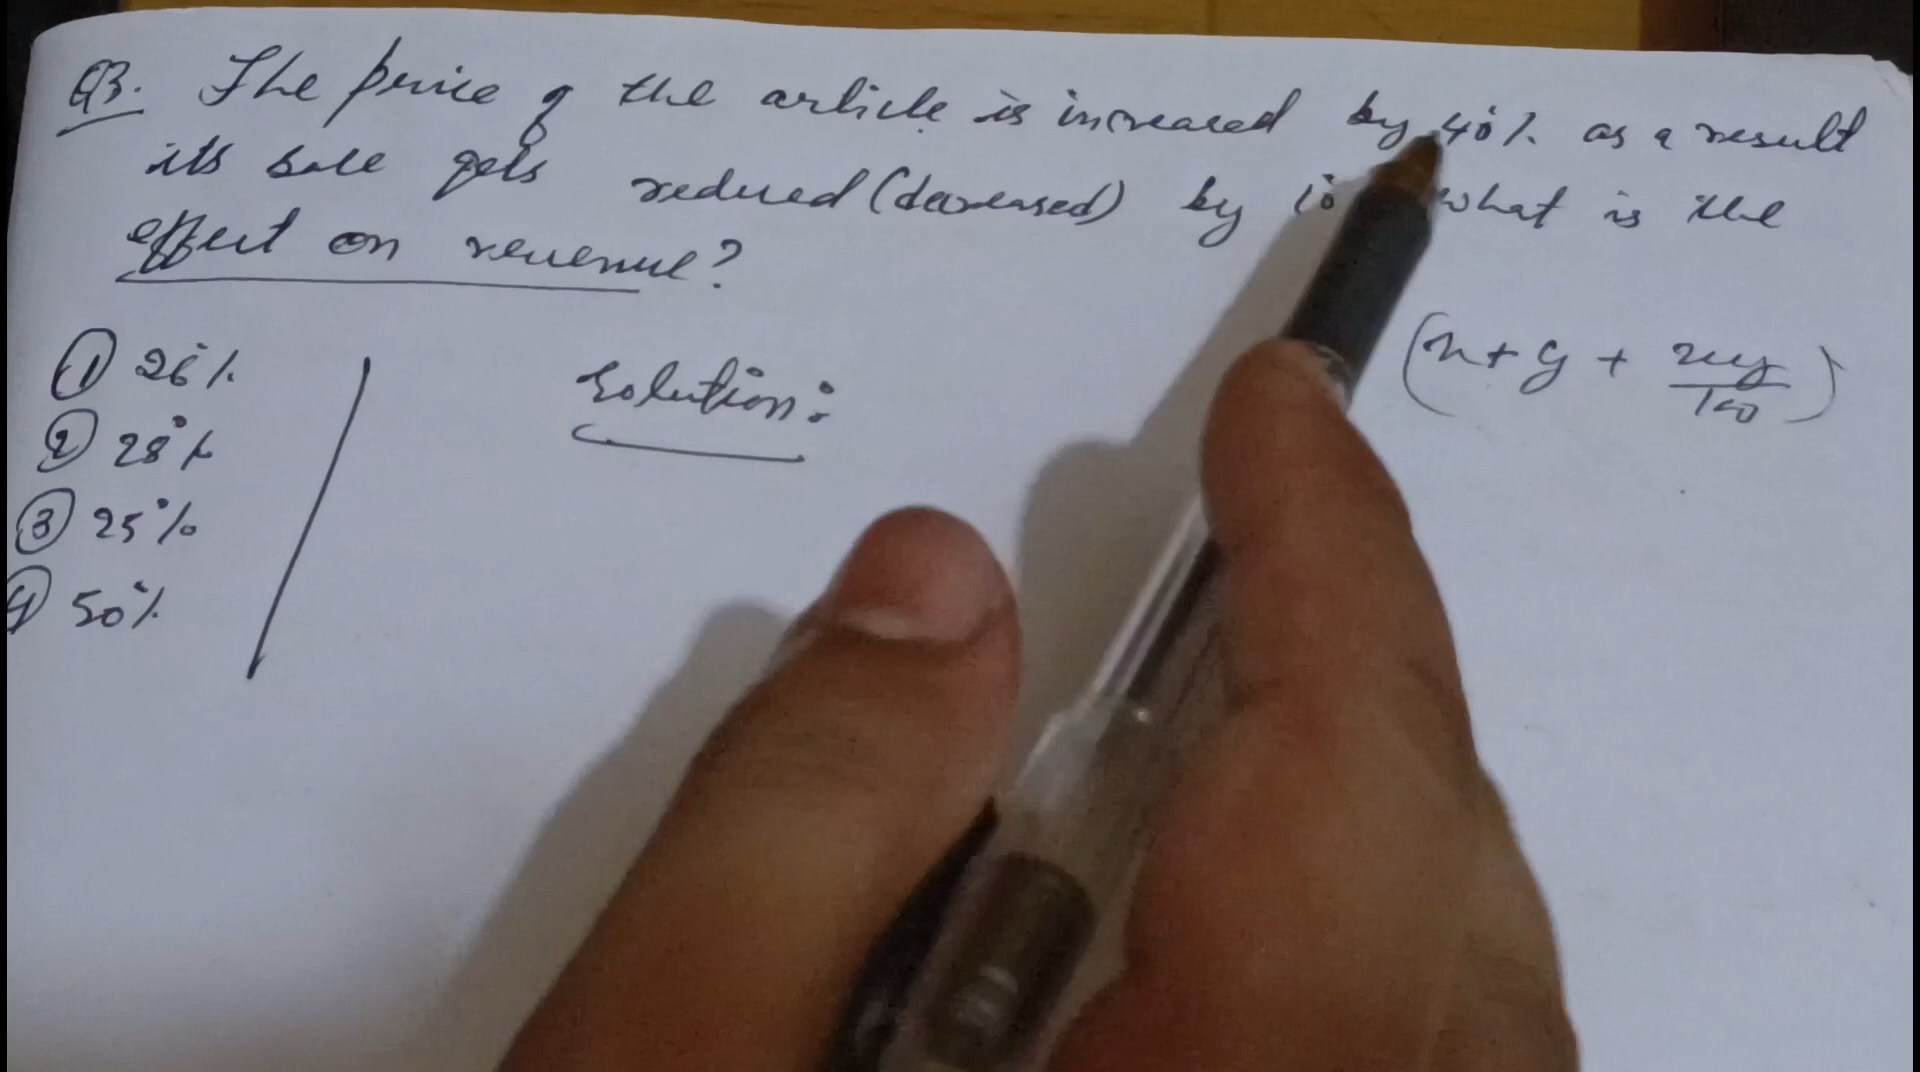 Q3. The price of the article is increased by 40% as a result
its sale gets reduced (decreased) by 10 what is the
effect on revenue?
(x + y + xy/100)
① 26%
② 28%
③ 25%
④ 50%
Solution: